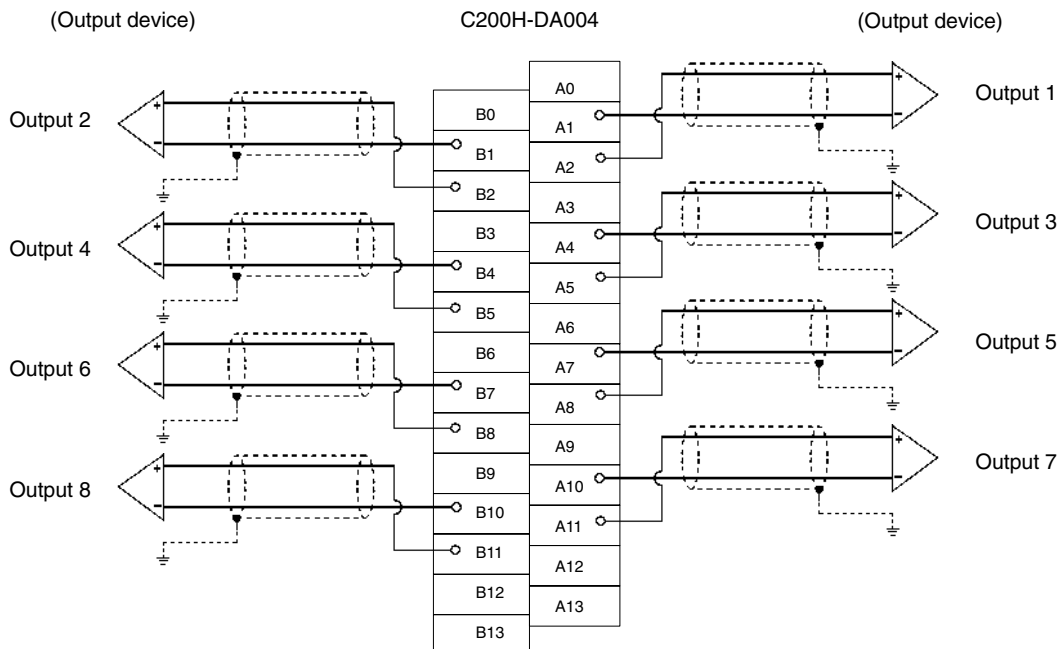 (Output device) C200H-DA004 (Output device)
A0
Output 1
B0
Output 2
A1
B1
A2
B2
A3
Output 3
B3
Output 4
A4
B4
A5
B5
A6
Output 5
B6
Output 6
A7
B7
A8
B8
A9
Output 7
B9
Output 8
A10
B10
A11
B11
A12
B12
A13
B13
+
-
+
-
+
-
+
-
+
-
+
-
+
-
+
-